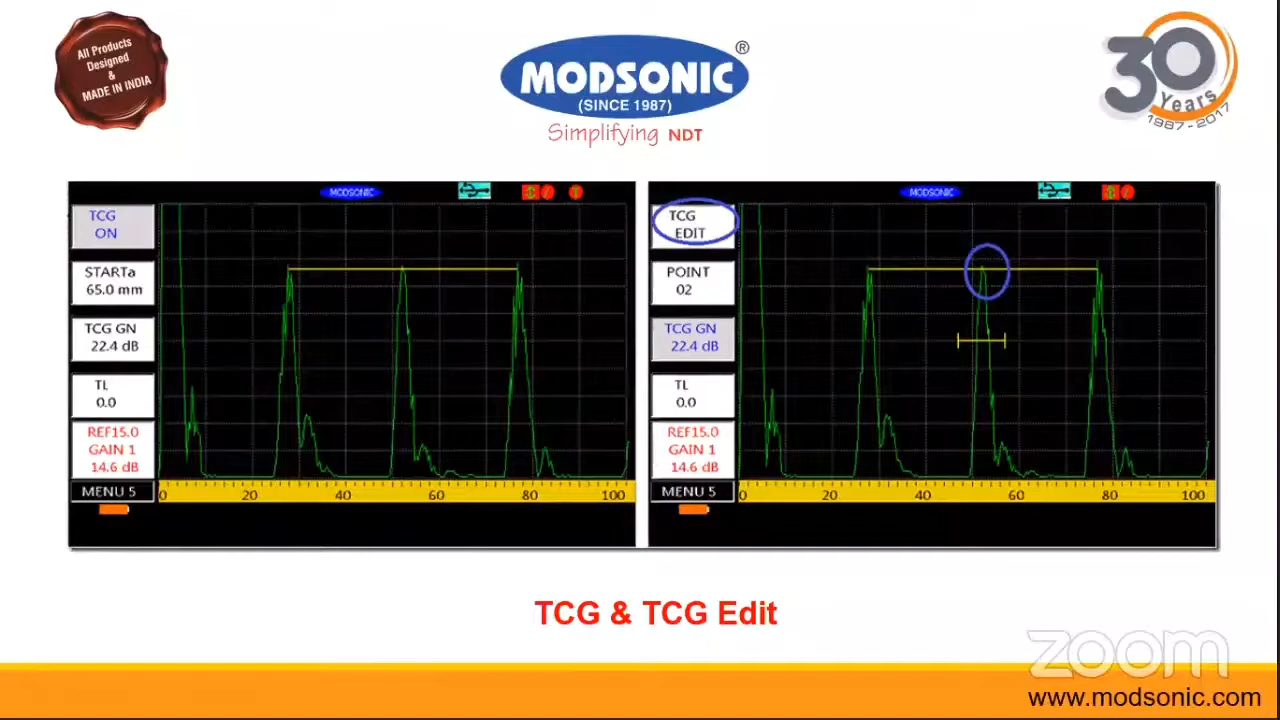 All Products
Designed
&
MADE IN INDIA
MODSONIC®
(SINCE 1987)
Simplifying NDT
30
Years
1987 - 2017
MODSONIC
TCG
ON
STARTa
65.0 mm
TCG GN
22.4 dB
TL
0.0
REF15.0
GAIN 1
14.6 dB
MENU 5
0 20 40 60 80 100
MODSONIC
TCG
EDIT
POINT
02
TCG GN
22.4 dB
TL
0.0
REF15.0
GAIN 1
14.6 dB
MENU 5
0 20 40 60 80 100
TCG & TCG Edit
zoom
www.modsonic.com